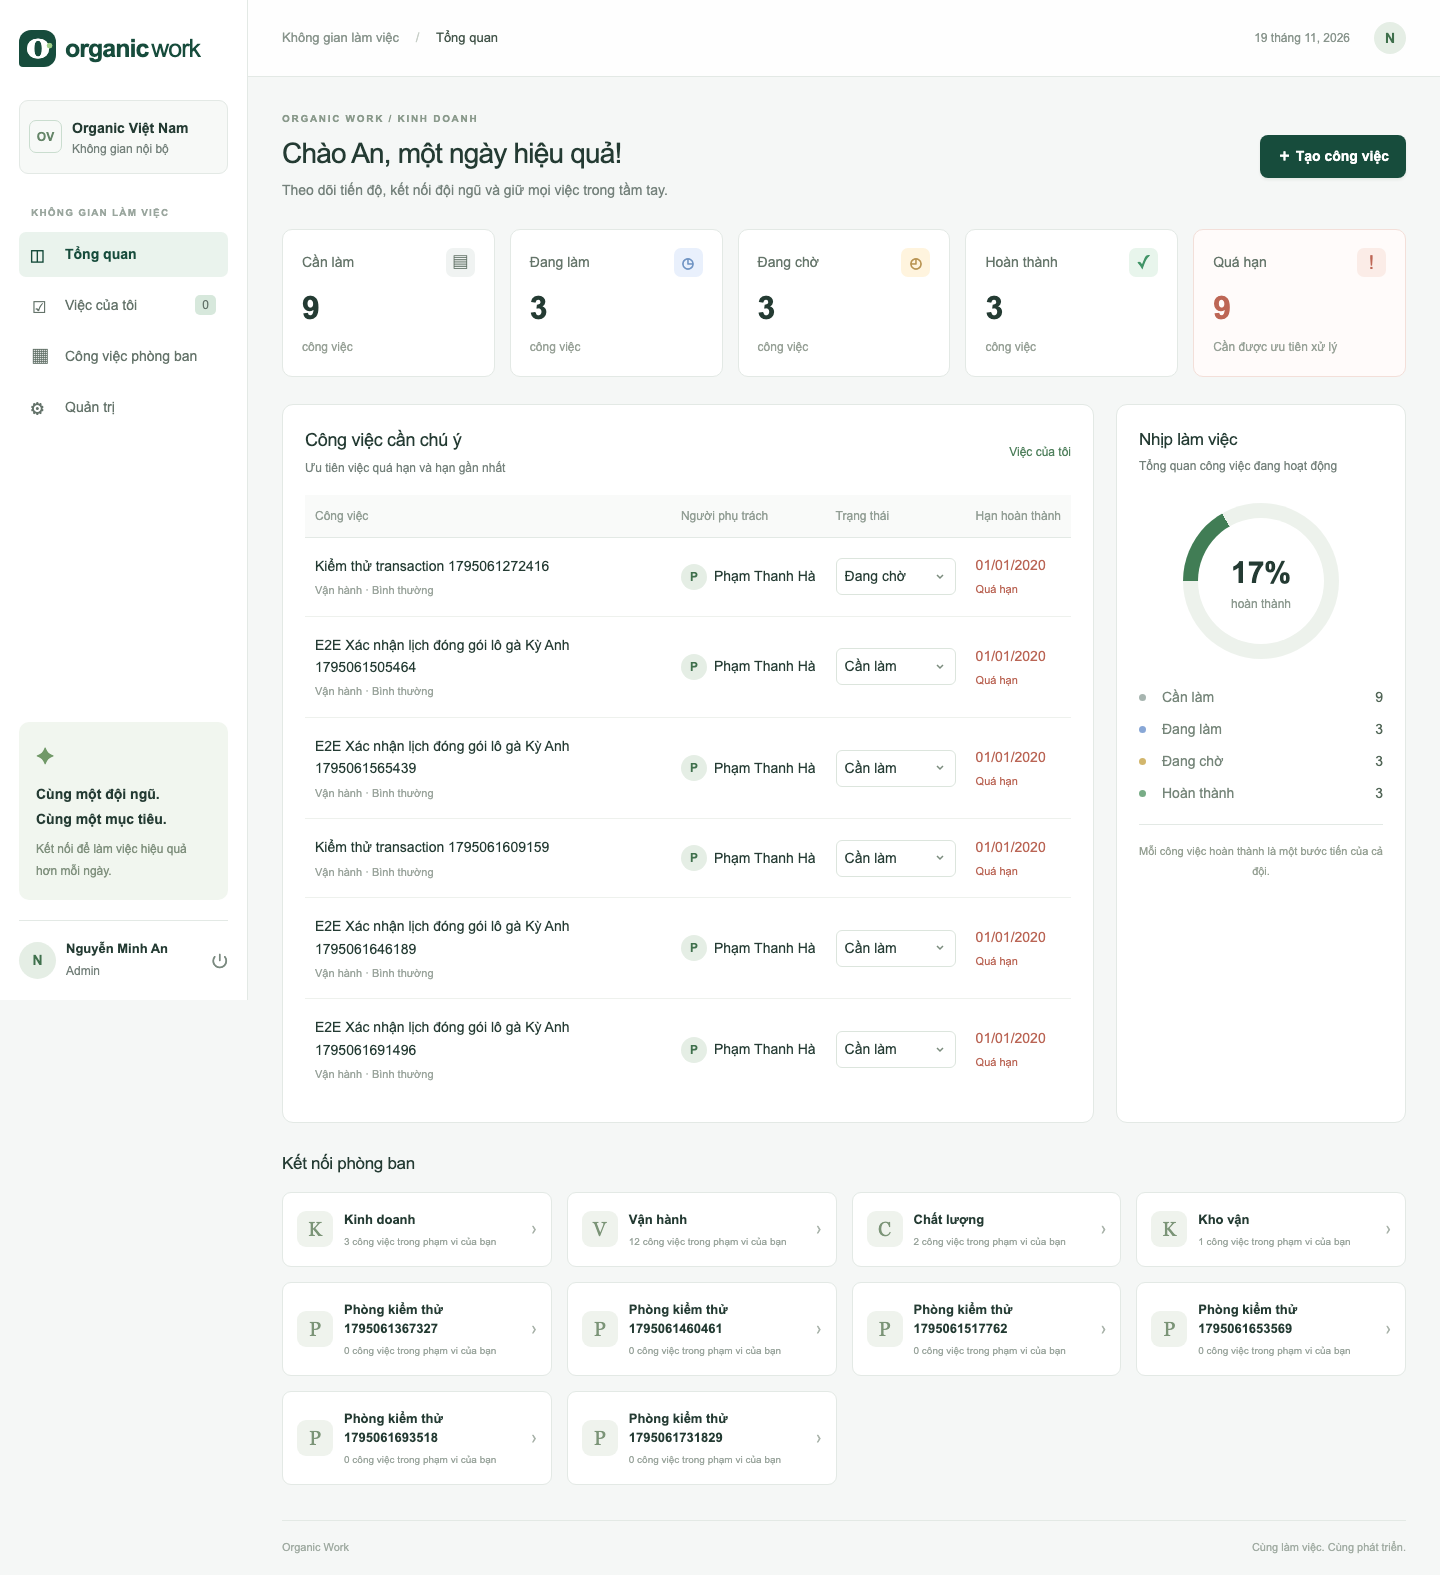 organicwork
OV
Organic Việt Nam
Không gian nội bộ
KHÔNG GIAN LÀM VIỆC
Tổng quan
Việc của tôi
0
Công việc phòng ban
Quản trị
Cùng một đội ngũ.
Cùng một mục tiêu.
Kết nối để làm việc hiệu quả
hơn mỗi ngày.
N
Nguyễn Minh An
Admin
Không gian làm việc / Tổng quan
19 tháng 11, 2026
N
ORGANIC WORK / KINH DOANH
Chào An, một ngày hiệu quả!
Theo dõi tiến độ, kết nối đội ngũ và giữ mọi việc trong tầm tay.
+ Tạo công việc
Cần làm
9
công việc
Đang làm
3
công việc
Đang chờ
3
công việc
Hoàn thành
✓
3
công việc
Quá hạn
!
9
Cần được ưu tiên xử lý
Công việc cần chú ý
Ưu tiên việc quá hạn và hạn gần nhất
Việc của tôi
Công việc Người phụ trách Trạng thái Hạn hoàn thành
Kiểm thử transaction 1795061272416
Vận hành · Bình thường
P Phạm Thanh Hà
Đang chờ
01/01/2020
Quá hạn
E2E Xác nhận lịch đóng gói lô gà Kỳ Anh
1795061505464
Vận hành · Bình thường
P Phạm Thanh Hà
Cần làm
01/01/2020
Quá hạn
E2E Xác nhận lịch đóng gói lô gà Kỳ Anh
1795061565439
Vận hành · Bình thường
P Phạm Thanh Hà
Cần làm
01/01/2020
Quá hạn
Kiểm thử transaction 1795061609159
Vận hành · Bình thường
P Phạm Thanh Hà
Cần làm
01/01/2020
Quá hạn
E2E Xác nhận lịch đóng gói lô gà Kỳ Anh
1795061646189
Vận hành · Bình thường
P Phạm Thanh Hà
Cần làm
01/01/2020
Quá hạn
E2E Xác nhận lịch đóng gói lô gà Kỳ Anh
1795061691496
Vận hành · Bình thường
P Phạm Thanh Hà
Cần làm
01/01/2020
Quá hạn
Nhịp làm việc
Tổng quan công việc đang hoạt động
17%
hoàn thành
Cần làm 9
Đang làm 3
Đang chờ 3
Hoàn thành 3
Mỗi công việc hoàn thành là một bước tiến của cả
đội.
Kết nối phòng ban
K
Kinh doanh
3 công việc trong phạm vi của bạn
V
Vận hành
12 công việc trong phạm vi của bạn
C
Chất lượng
2 công việc trong phạm vi của bạn
K
Kho vận
1 công việc trong phạm vi của bạn
P
Phòng kiểm thử
1795061367327
0 công việc trong phạm vi của bạn
P
Phòng kiểm thử
1795061460461
0 công việc trong phạm vi của bạn
P
Phòng kiểm thử
1795061517762
0 công việc trong phạm vi của bạn
P
Phòng kiểm thử
1795061653569
0 công việc trong phạm vi của bạn
P
Phòng kiểm thử
1795061693518
0 công việc trong phạm vi của bạn
P
Phòng kiểm thử
1795061731829
0 công việc trong phạm vi của bạn
Organic Work
Cùng làm việc. Cùng phát triển.